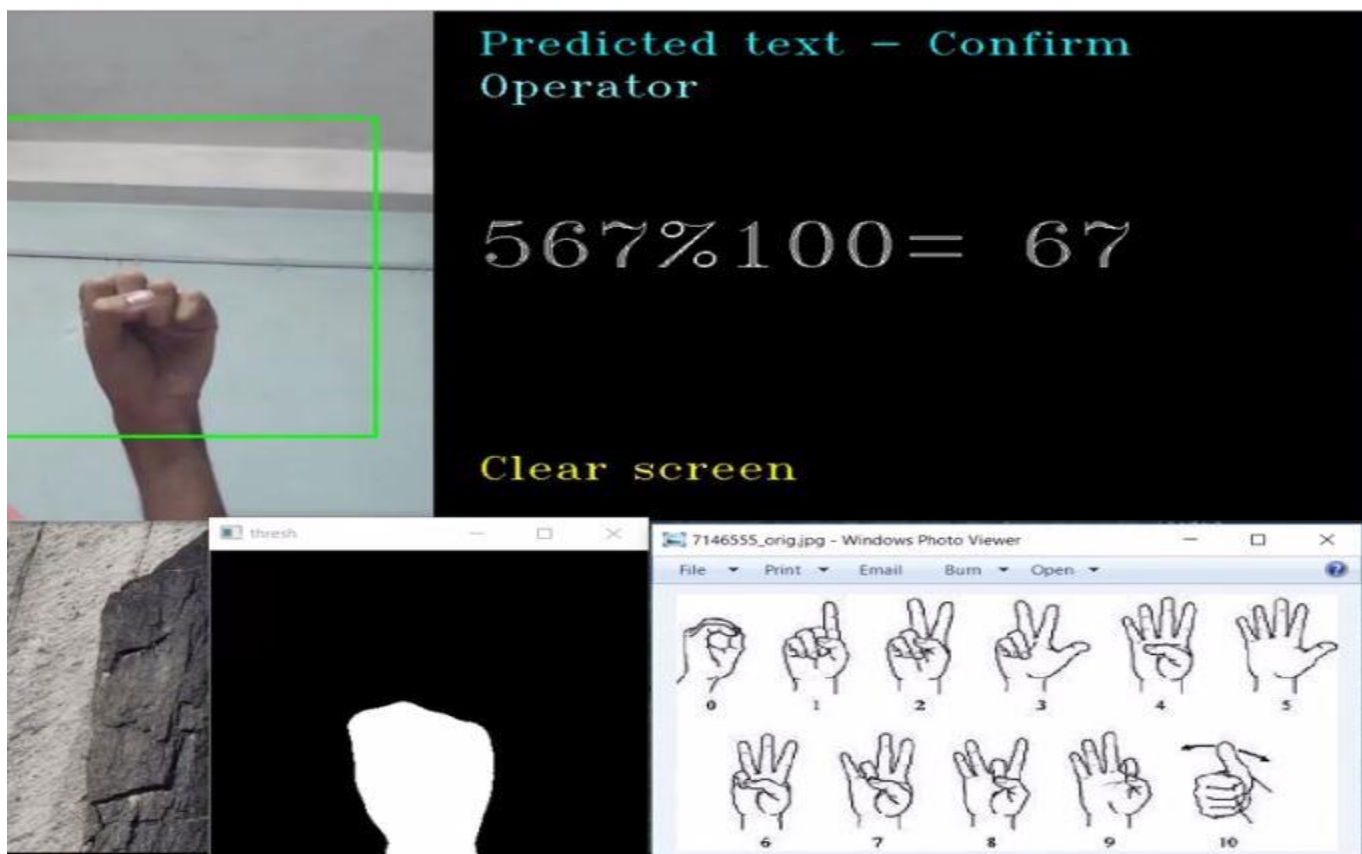 Predicted text - Confirm
Operator
567%100= 67
Clear screen
thresh
7146555_orig.jpg - Windows Photo Viewer
File Print Email Burn Open
0 1 2 3 4 5
6 7 8 9 10